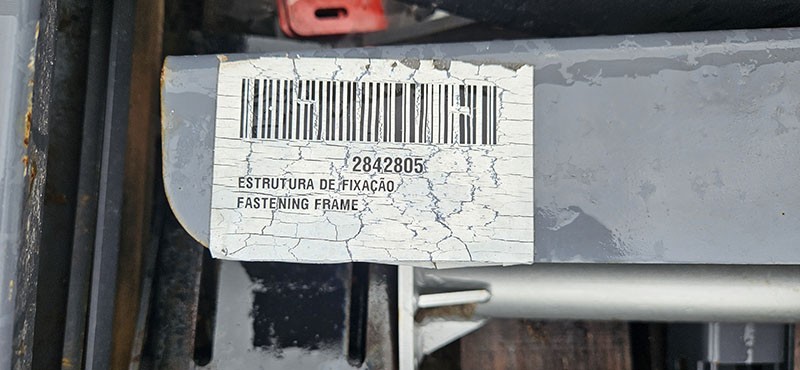 2842805
ESTRUTURA DE FIXAÇÃO
FASTENING FRAME